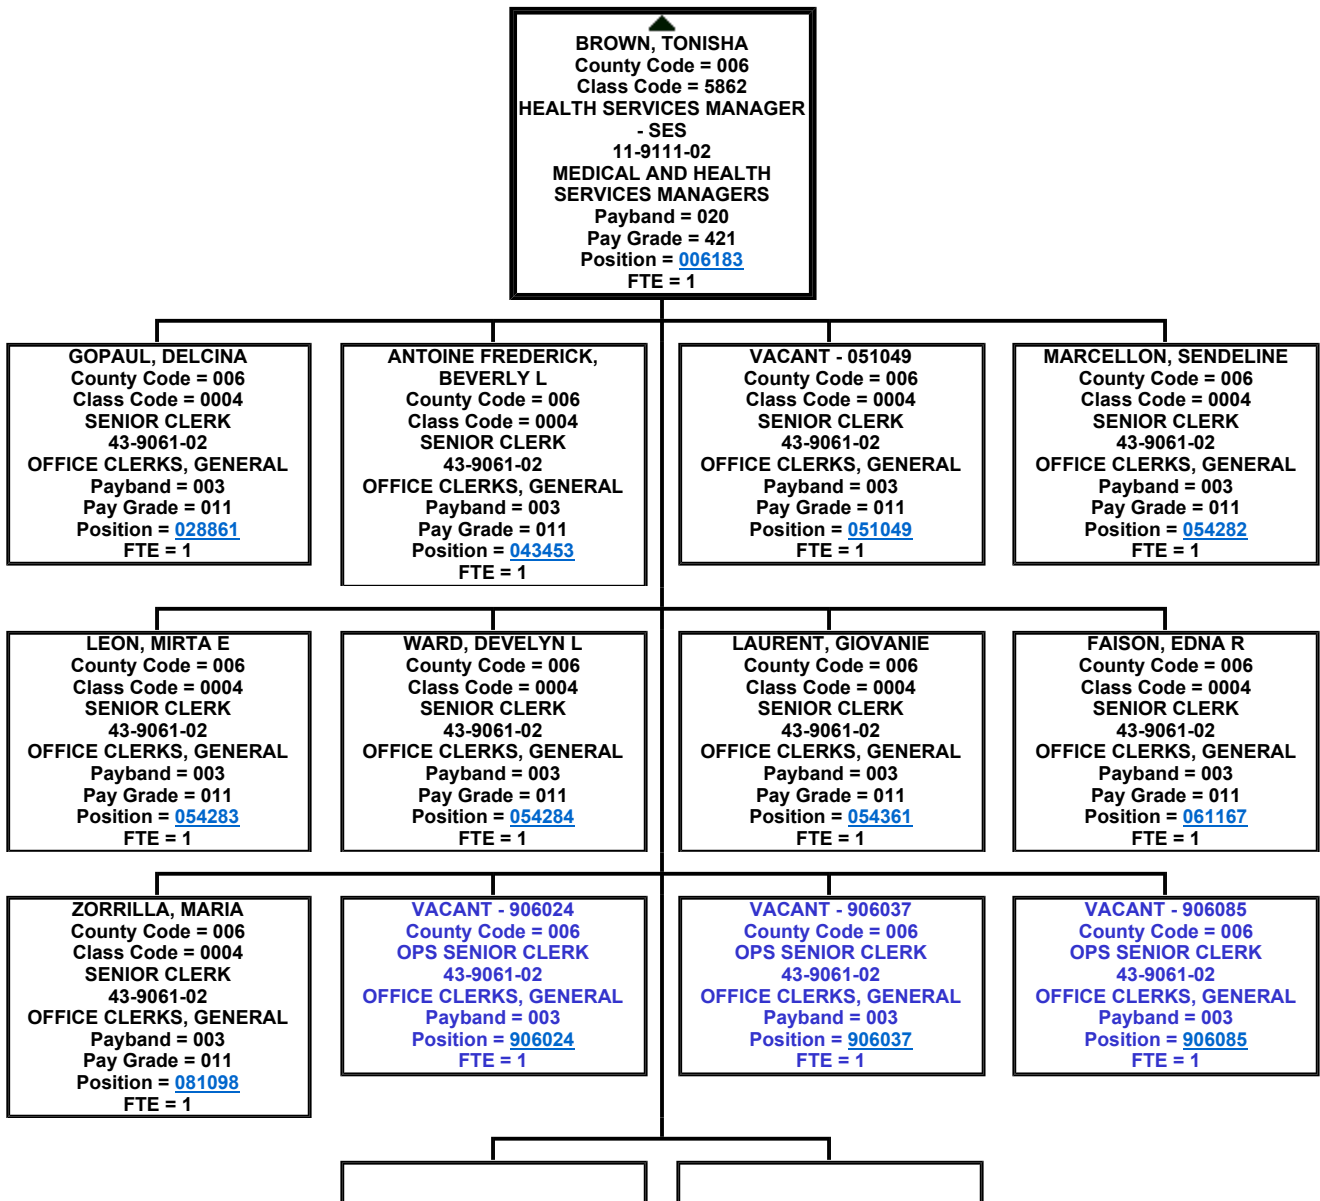 BROWN, TONISHA
County Code = 006
Class Code = 5862
HEALTH SERVICES MANAGER
- SES
11-9111-02
MEDICAL AND HEALTH
SERVICES MANAGERS
Payband = 020
Pay Grade = 421
Position = 006183
FTE = 1
GOPAUL, DELCINA
County Code = 006
Class Code = 0004
SENIOR CLERK
43-9061-02
OFFICE CLERKS, GENERAL
Payband = 003
Pay Grade = 011
Position = 028861
FTE = 1
ANTOINE FREDERICK,
BEVERLY L
County Code = 006
Class Code = 0004
SENIOR CLERK
43-9061-02
OFFICE CLERKS, GENERAL
Payband = 003
Pay Grade = 011
Position = 043453
FTE = 1
VACANT - 051049
County Code = 006
Class Code = 0004
SENIOR CLERK
43-9061-02
OFFICE CLERKS, GENERAL
Payband = 003
Pay Grade = 011
Position = 051049
FTE = 1
MARCELLON, SENDELINE
County Code = 006
Class Code = 0004
SENIOR CLERK
43-9061-02
OFFICE CLERKS, GENERAL
Payband = 003
Pay Grade = 011
Position = 054282
FTE = 1
LEON, MIRTA E
County Code = 006
Class Code = 0004
SENIOR CLERK
43-9061-02
OFFICE CLERKS, GENERAL
Payband = 003
Pay Grade = 011
Position = 054283
FTE = 1
WARD, DEVELYN L
County Code = 006
Class Code = 0004
SENIOR CLERK
43-9061-02
OFFICE CLERKS, GENERAL
Payband = 003
Pay Grade = 011
Position = 054284
FTE = 1
LAURENT, GIOVANIE
County Code = 006
Class Code = 0004
SENIOR CLERK
43-9061-02
OFFICE CLERKS, GENERAL
Payband = 003
Pay Grade = 011
Position = 054361
FTE = 1
FAISON, EDNA R
County Code = 006
Class Code = 0004
SENIOR CLERK
43-9061-02
OFFICE CLERKS, GENERAL
Payband = 003
Pay Grade = 011
Position = 061167
FTE = 1
ZORRILLA, MARIA
County Code = 006
Class Code = 0004
SENIOR CLERK
43-9061-02
OFFICE CLERKS, GENERAL
Payband = 003
Pay Grade = 011
Position = 081098
FTE = 1
VACANT - 906024
County Code = 006
OPS SENIOR CLERK
43-9061-02
OFFICE CLERKS, GENERAL
Payband = 003
Position = 906024
FTE = 1
VACANT - 906037
County Code = 006
OPS SENIOR CLERK
43-9061-02
OFFICE CLERKS, GENERAL
Payband = 003
Position = 906037
FTE = 1
VACANT - 906085
County Code = 006
OPS SENIOR CLERK
43-9061-02
OFFICE CLERKS, GENERAL
Payband = 003
Position = 906085
FTE = 1